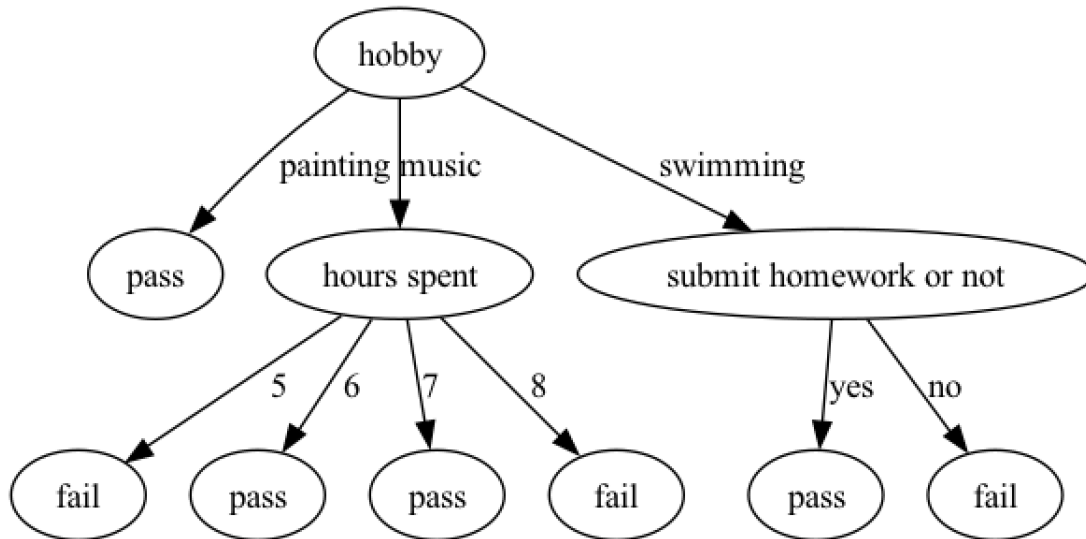 hobby
painting music swimming
pass hours spent submit homework or not
5 6 7 8 yes no
fail pass pass fail pass fail